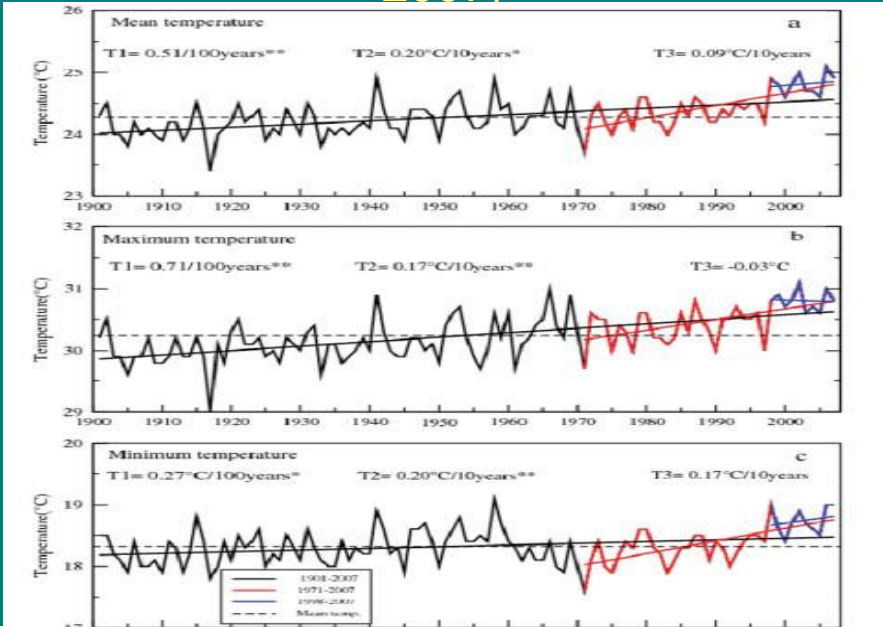 26
Mean temperature
a
T1= 0.51/100years** T2= 0.20°C/10years* T3= 0.09°C/10years
25
Temperature(°C)
24
23
1900 1910 1920 1930 1940 1950 1960 1970 1980 1990 2000
32
Maximum temperature
b
T1= 0.71/100years** T2= 0.17°C/10years** T3= -0.03°C
31
Temperature(°C)
30
29
1900 1910 1920 1930 1940 1950 1960 1970 1980 1990 2000
20
Minimum temperature
c
T1= 0.27°C/100years* T2= 0.20°C/10years** T3= 0.17°C/10years
19
Temperature(°C)
18
1901-2007
1971-2007
1998-2007
Mean temp.
17